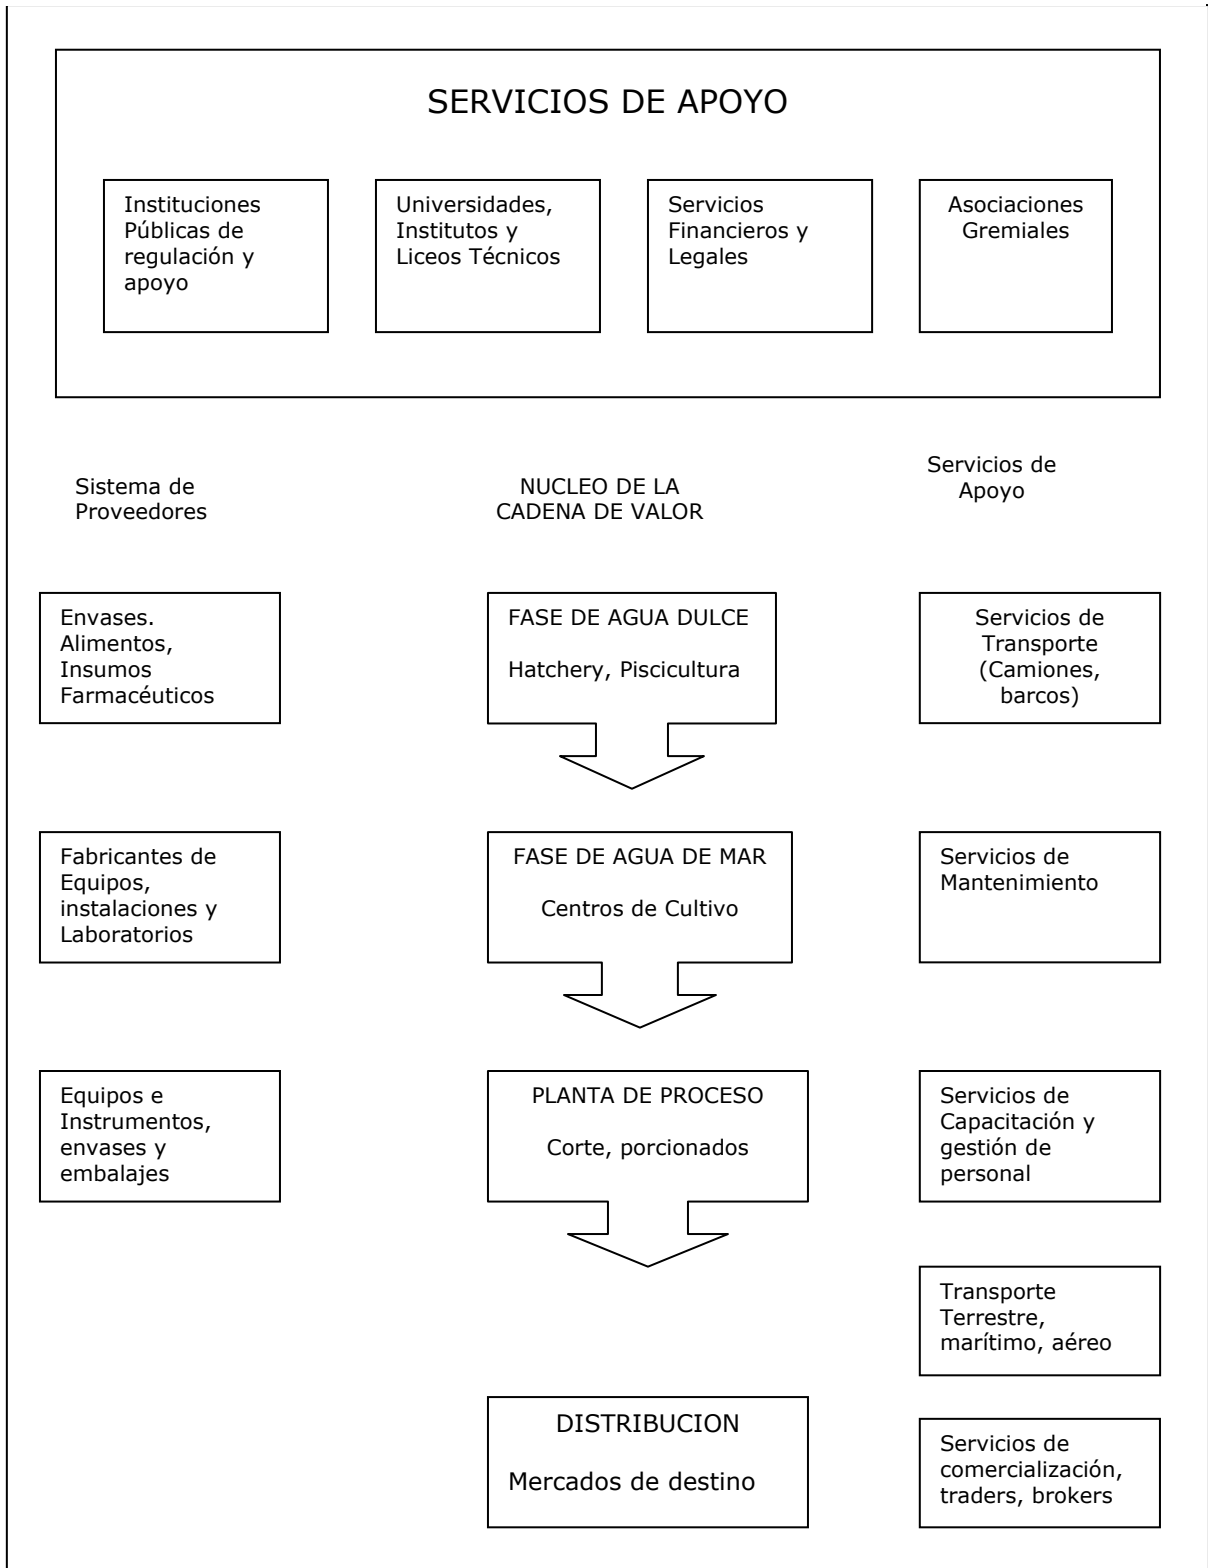 SERVICIOS DE APOYO
Instituciones
Públicas de
regulación y
apoyo
Universidades,
Institutos y
Liceos Técnicos
Servicios
Financieros y
Legales
Asociaciones
Gremiales
Sistema de
Proveedores
NUCLEO DE LA
CADENA DE VALOR
Servicios de
Apoyo
Envases.
Alimentos,
Insumos
Farmacéuticos
FASE DE AGUA DULCE
Hatchery, Piscicultura
Servicios de
Transporte
(Camiones,
barcos)
Fabricantes de
Equipos,
instalaciones y
Laboratorios
FASE DE AGUA DE MAR
Centros de Cultivo
Servicios de
Mantenimiento
Equipos e
Instrumentos,
envases y
embalajes
PLANTA DE PROCESO
Corte, porcionados
Servicios de
Capacitación y
gestión de
personal
Transporte
Terrestre,
marítimo, aéreo
DISTRIBUCION
Mercados de destino
Servicios de
comercialización,
traders, brokers